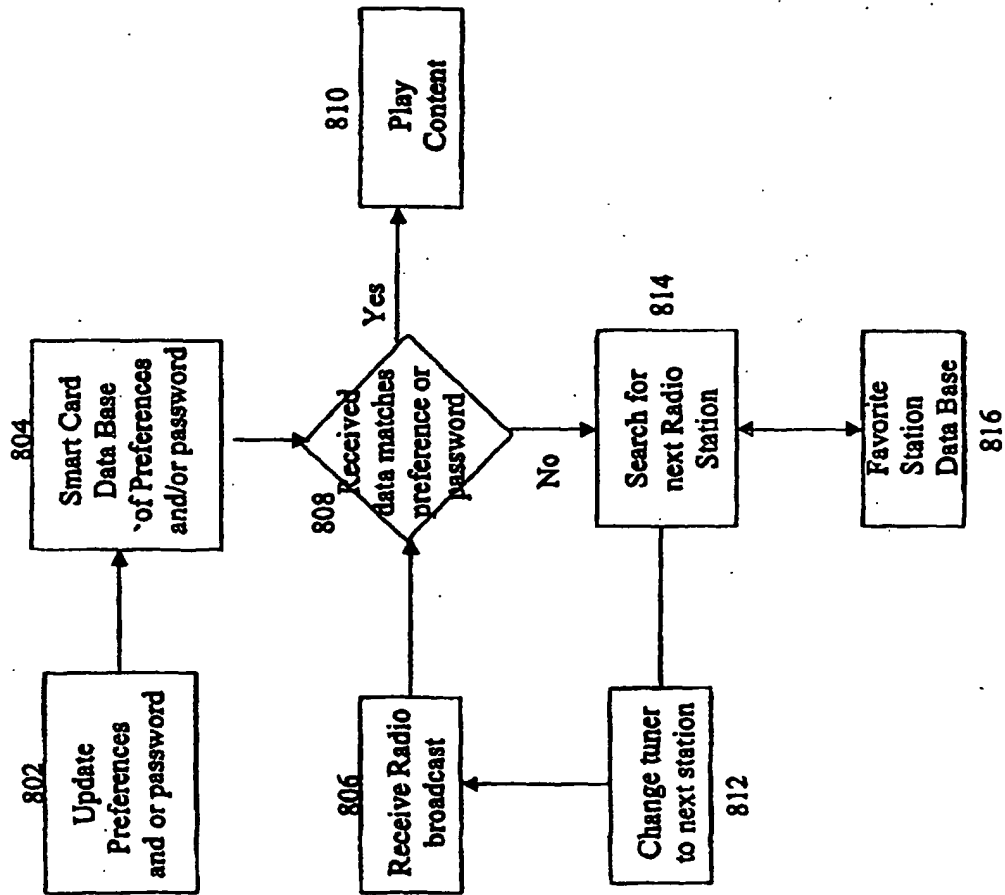 802
Update
Preferences
and or password
804
Smart Card
Data Base
`of Preferences
and/or password
806
Receive Radio
broadcast
808
Received
data matches
preference or
password
Yes
810
Play
Content
No
Change tuner
to next station
812
Search for
next Radio
Station
814
Favorite
Station
Data Base
816